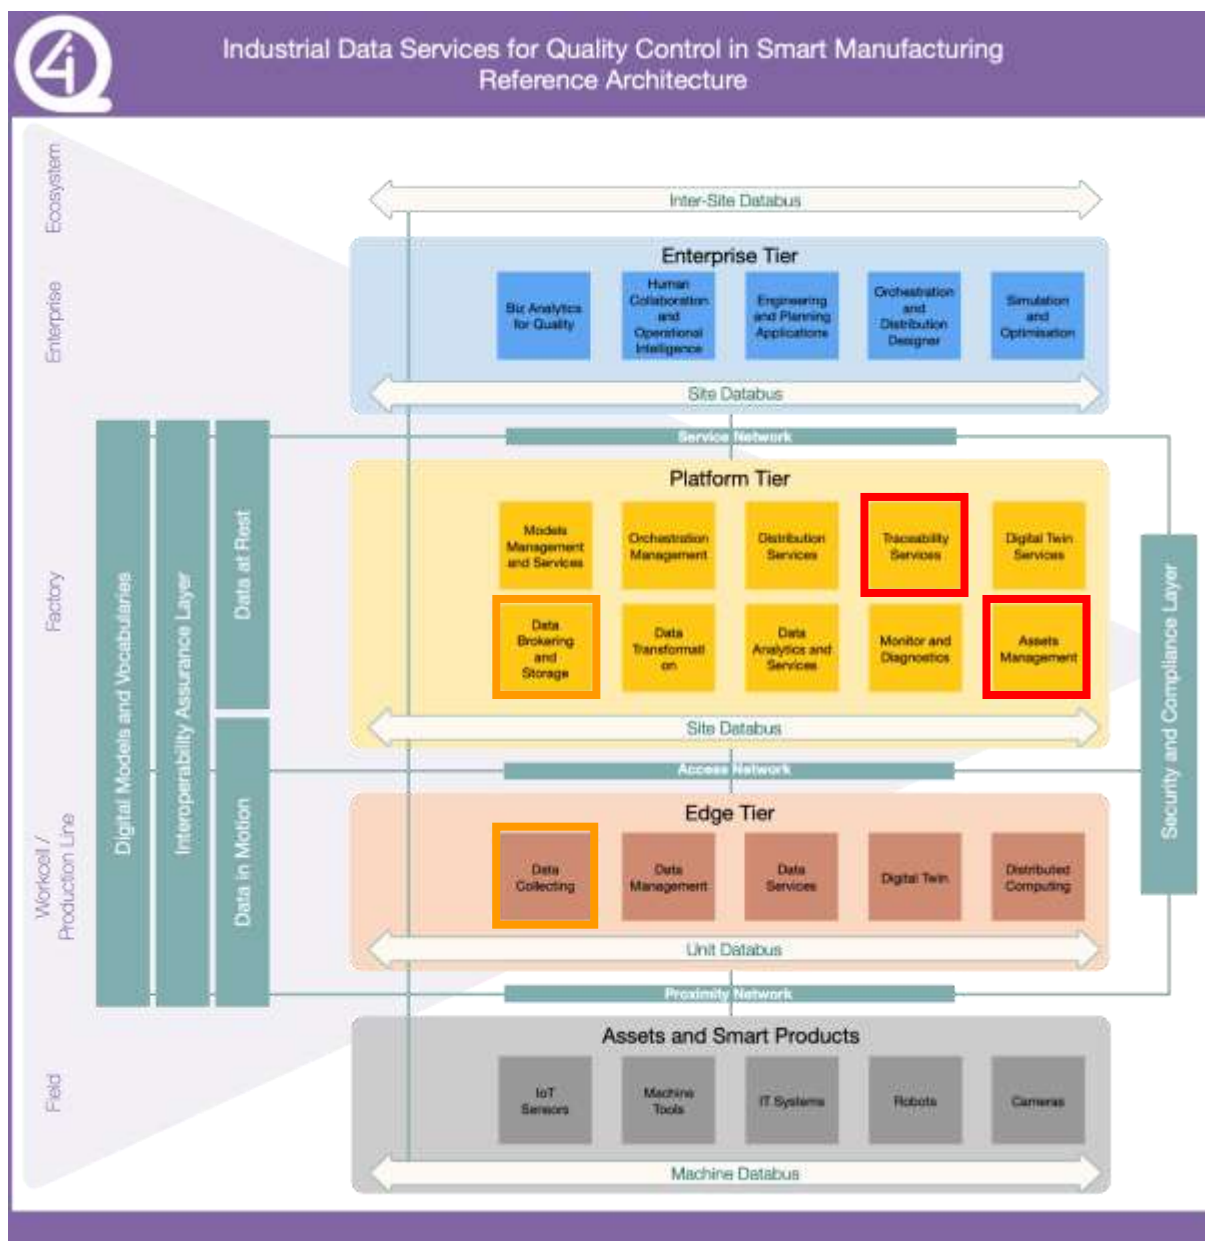 4i
Industrial Data Services for Quality Control in Smart Manufacturing
Reference Architecture
Ecosystem
Enterprise
Factory
Workcell /
Production Line
Field
Inter-Site Databus
Enterprise Tier
Biz Analytics
for Quality
Human
Collaboration
and
Operational
Intelligence
Engineering
and Planning
Applications
Orchestration
and
Distribution
Designer
Simulation
and
Optimisation
Site Databus
Service Network
Digital Models and Vocabularies
Interoperability Assurance Layer
Data at Rest
Data in Motion
Security and Compliance Layer
Platform Tier
Models
Management
and Services
Orchestration
Management
Distribution
Services
Traceability
Services
Digital Twin
Services
Data
Brokering
and
Storage
Data
Transformati
on
Data
Analytics and
Services
Monitor and
Diagnostics
Assets
Management
Site Databus
Access Network
Edge Tier
Data
Collecting
Data
Management
Data
Services
Digital Twin
Distributed
Computing
Unit Databus
Proximity Network
Assets and Smart Products
IoT
Sensors
Machine
Tools
IT Systems
Robots
Cameras
Machine Databus